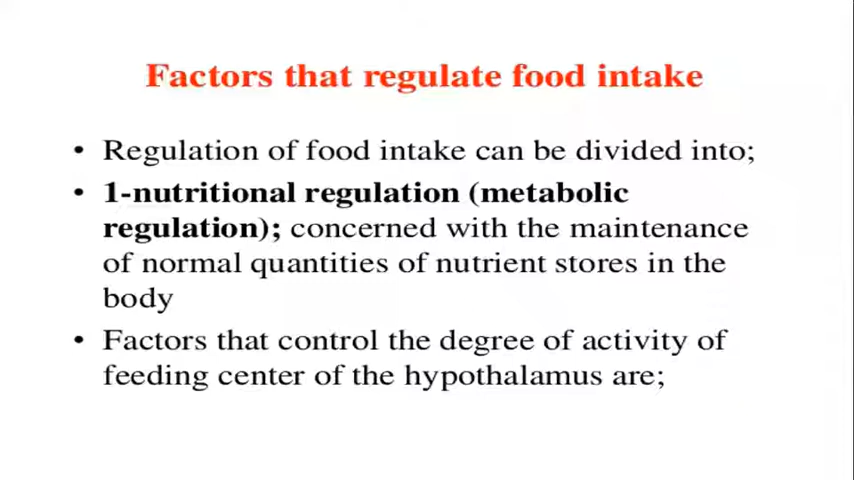 Factors that regulate food intake
• Regulation of food intake can be divided into;
• 1-nutritional regulation (metabolic
regulation); concerned with the maintenance
of normal quantities of nutrient stores in the
body
• Factors that control the degree of activity of
feeding center of the hypothalamus are;